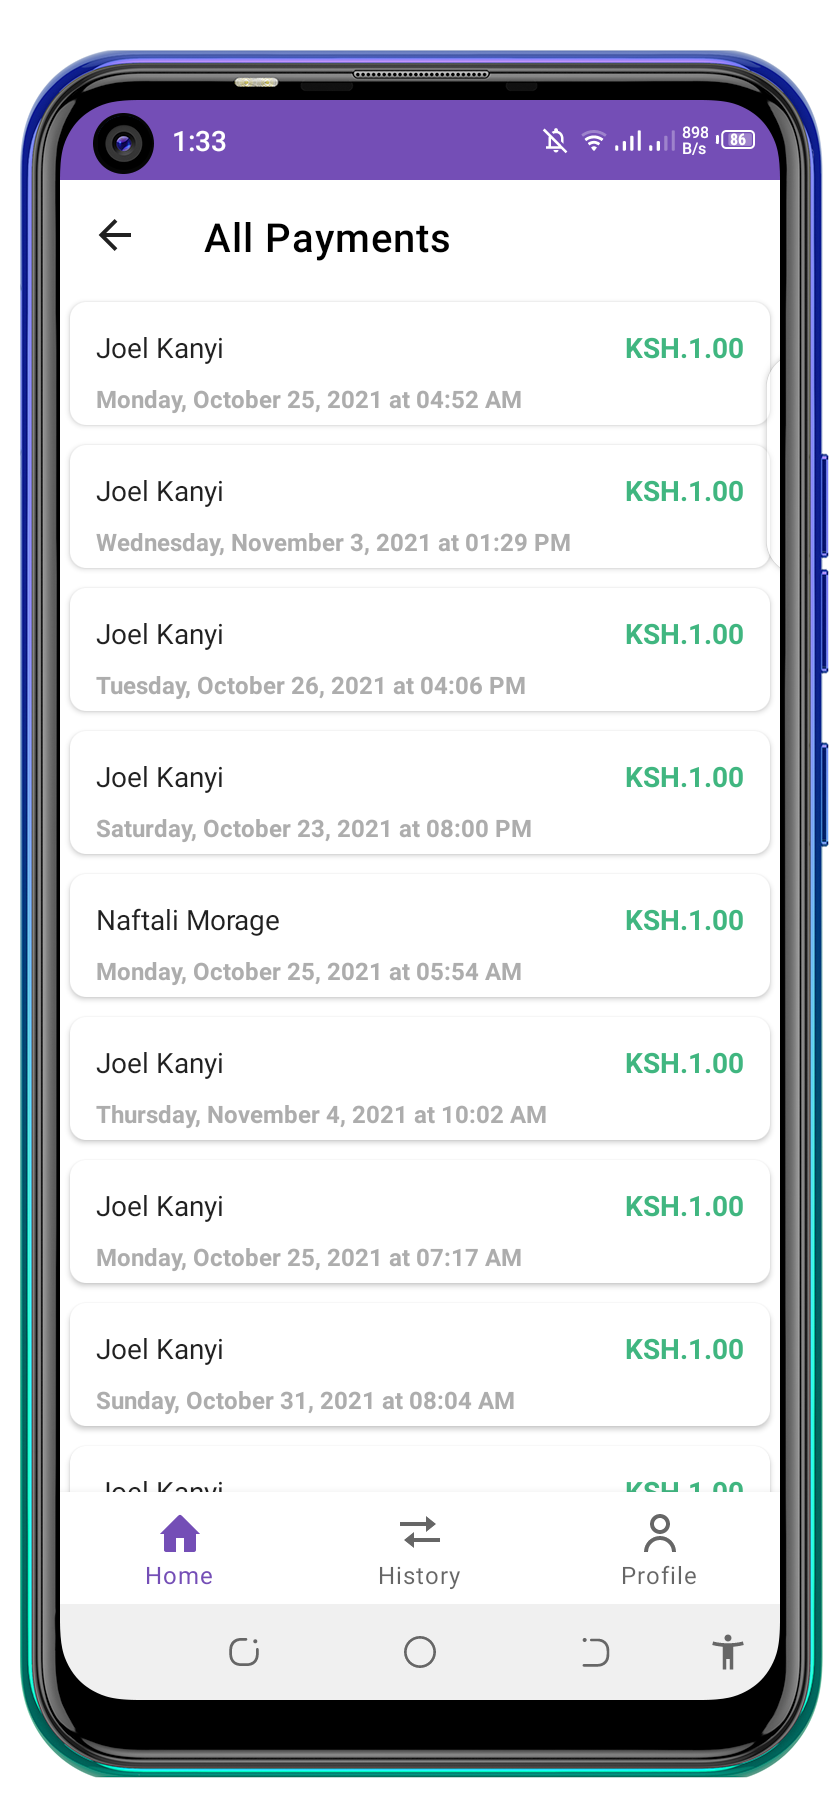 1:33
898
B/s
86
All Payments
Joel Kanyi KSH.1.00
Monday, October 25, 2021 at 04:52 AM
Joel Kanyi KSH.1.00
Wednesday, November 3, 2021 at 01:29 PM
Joel Kanyi KSH.1.00
Tuesday, October 26, 2021 at 04:06 PM
Joel Kanyi KSH.1.00
Saturday, October 23, 2021 at 08:00 PM
Naftali Morage KSH.1.00
Monday, October 25, 2021 at 05:54 AM
Joel Kanyi KSH.1.00
Thursday, November 4, 2021 at 10:02 AM
Joel Kanyi KSH.1.00
Monday, October 25, 2021 at 07:17 AM
Joel Kanyi KSH.1.00
Sunday, October 31, 2021 at 08:04 AM
Joel Kanyi KSH.1.00
Home History Profile